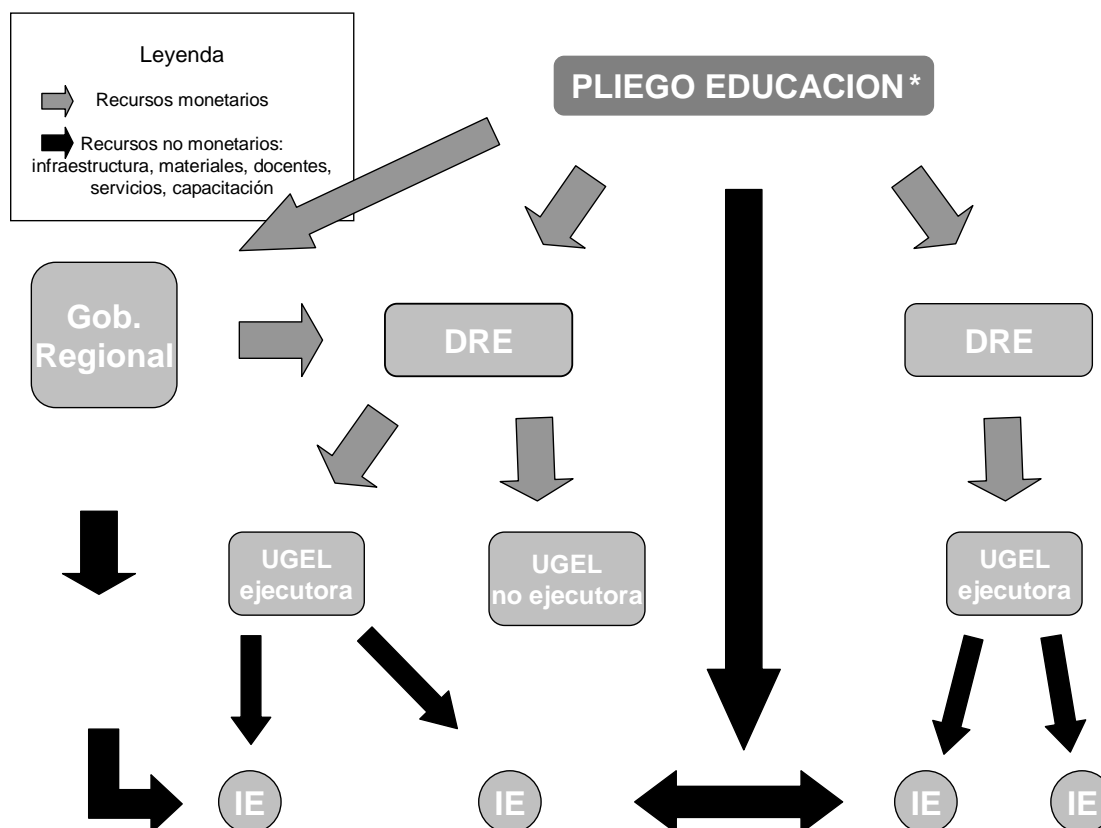 Leyenda
Recursos monetarios
Recursos no monetarios:
infraestructura, materiales, docentes,
servicios, capacitación
PLIEGO EDUCACION*
Gob.
Regional
DRE
DRE
UGEL
ejecutora
UGEL
no ejecutora
UGEL
ejecutora
IE
IE
IE
IE